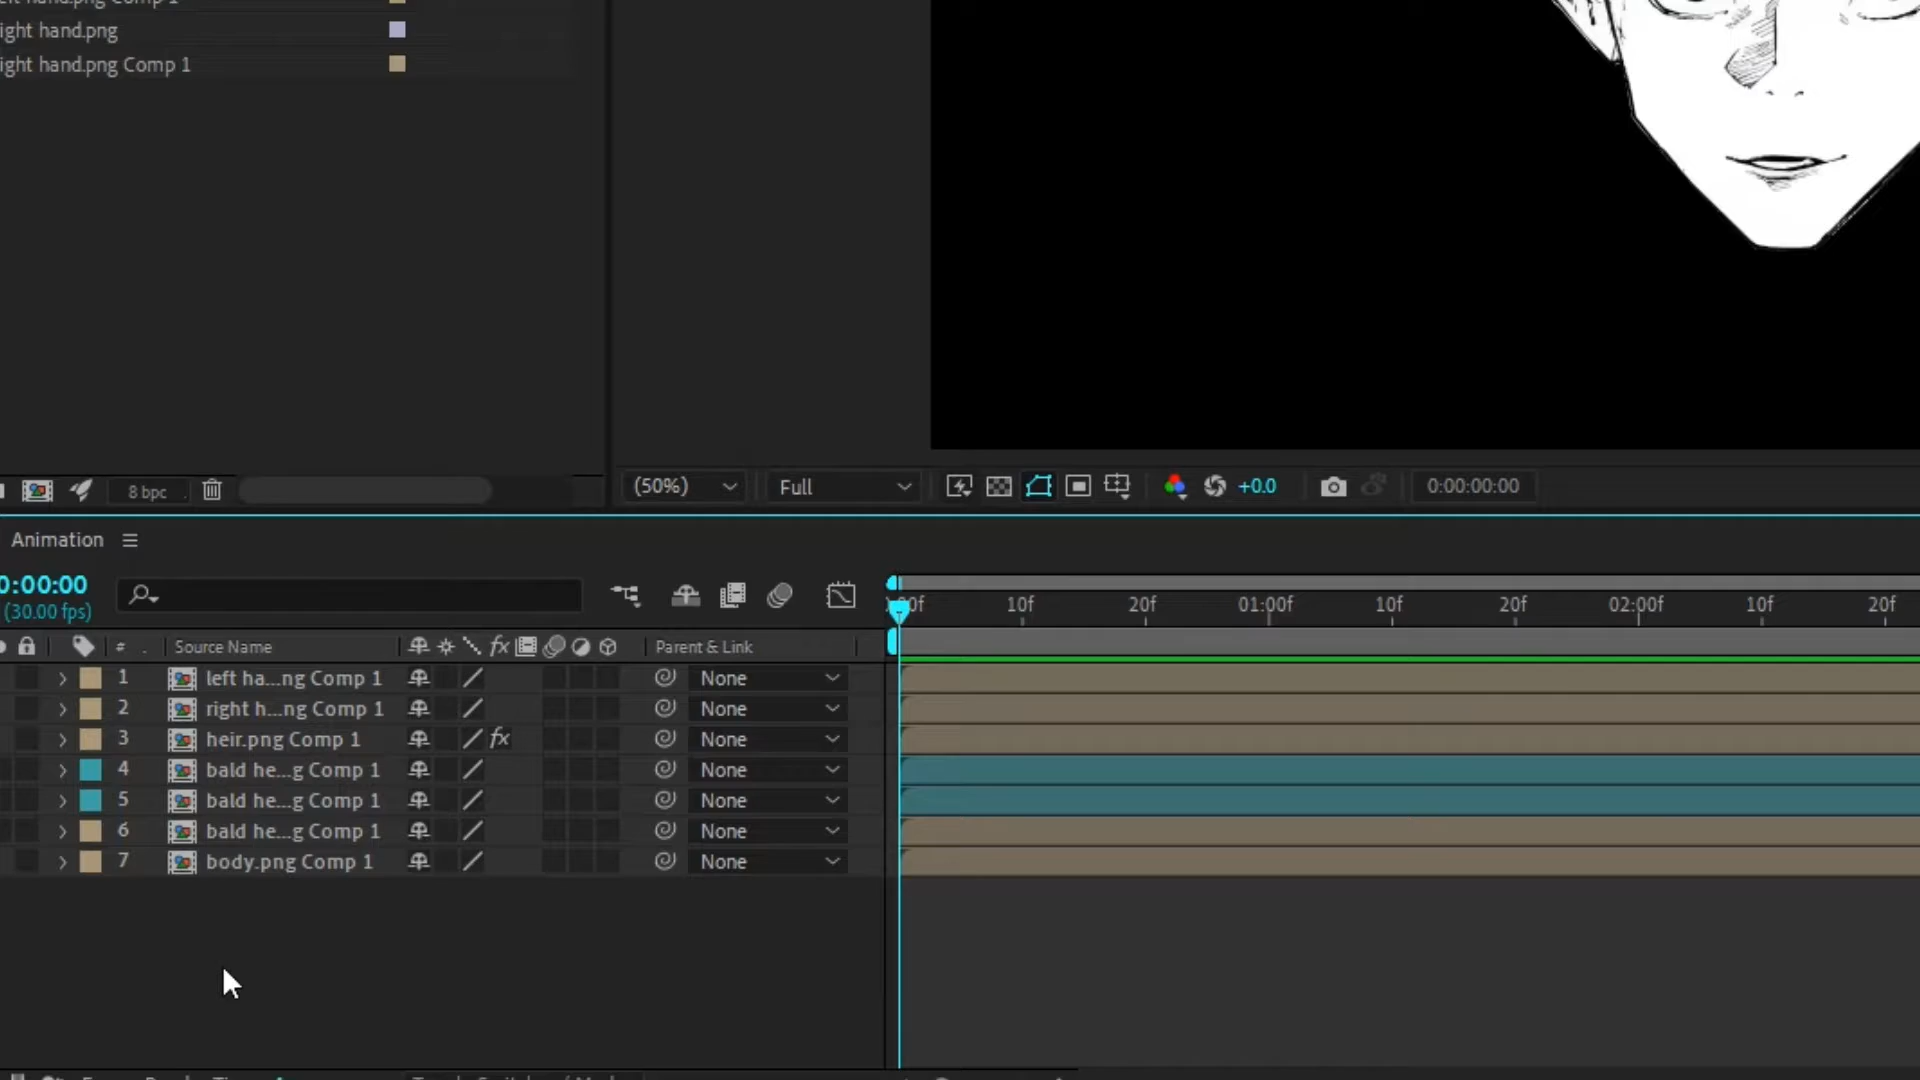 ight hand.png
ight hand.png Comp 1
8 bpc
(50%)
Full
+0.0
0:00:00:00
Animation
0:00:00
(30.00 fps)
10f
20f
01:00f
10f
20f
02:00f
10f
20f
# . Source Name fx Parent & Link
1 left ha...ng Comp 1 None
2 right h...ng Comp 1 None
3 heir.png Comp 1 fx None
4 bald he...g Comp 1 None
5 bald he...g Comp 1 None
6 bald he...g Comp 1 None
7 body.png Comp 1 None